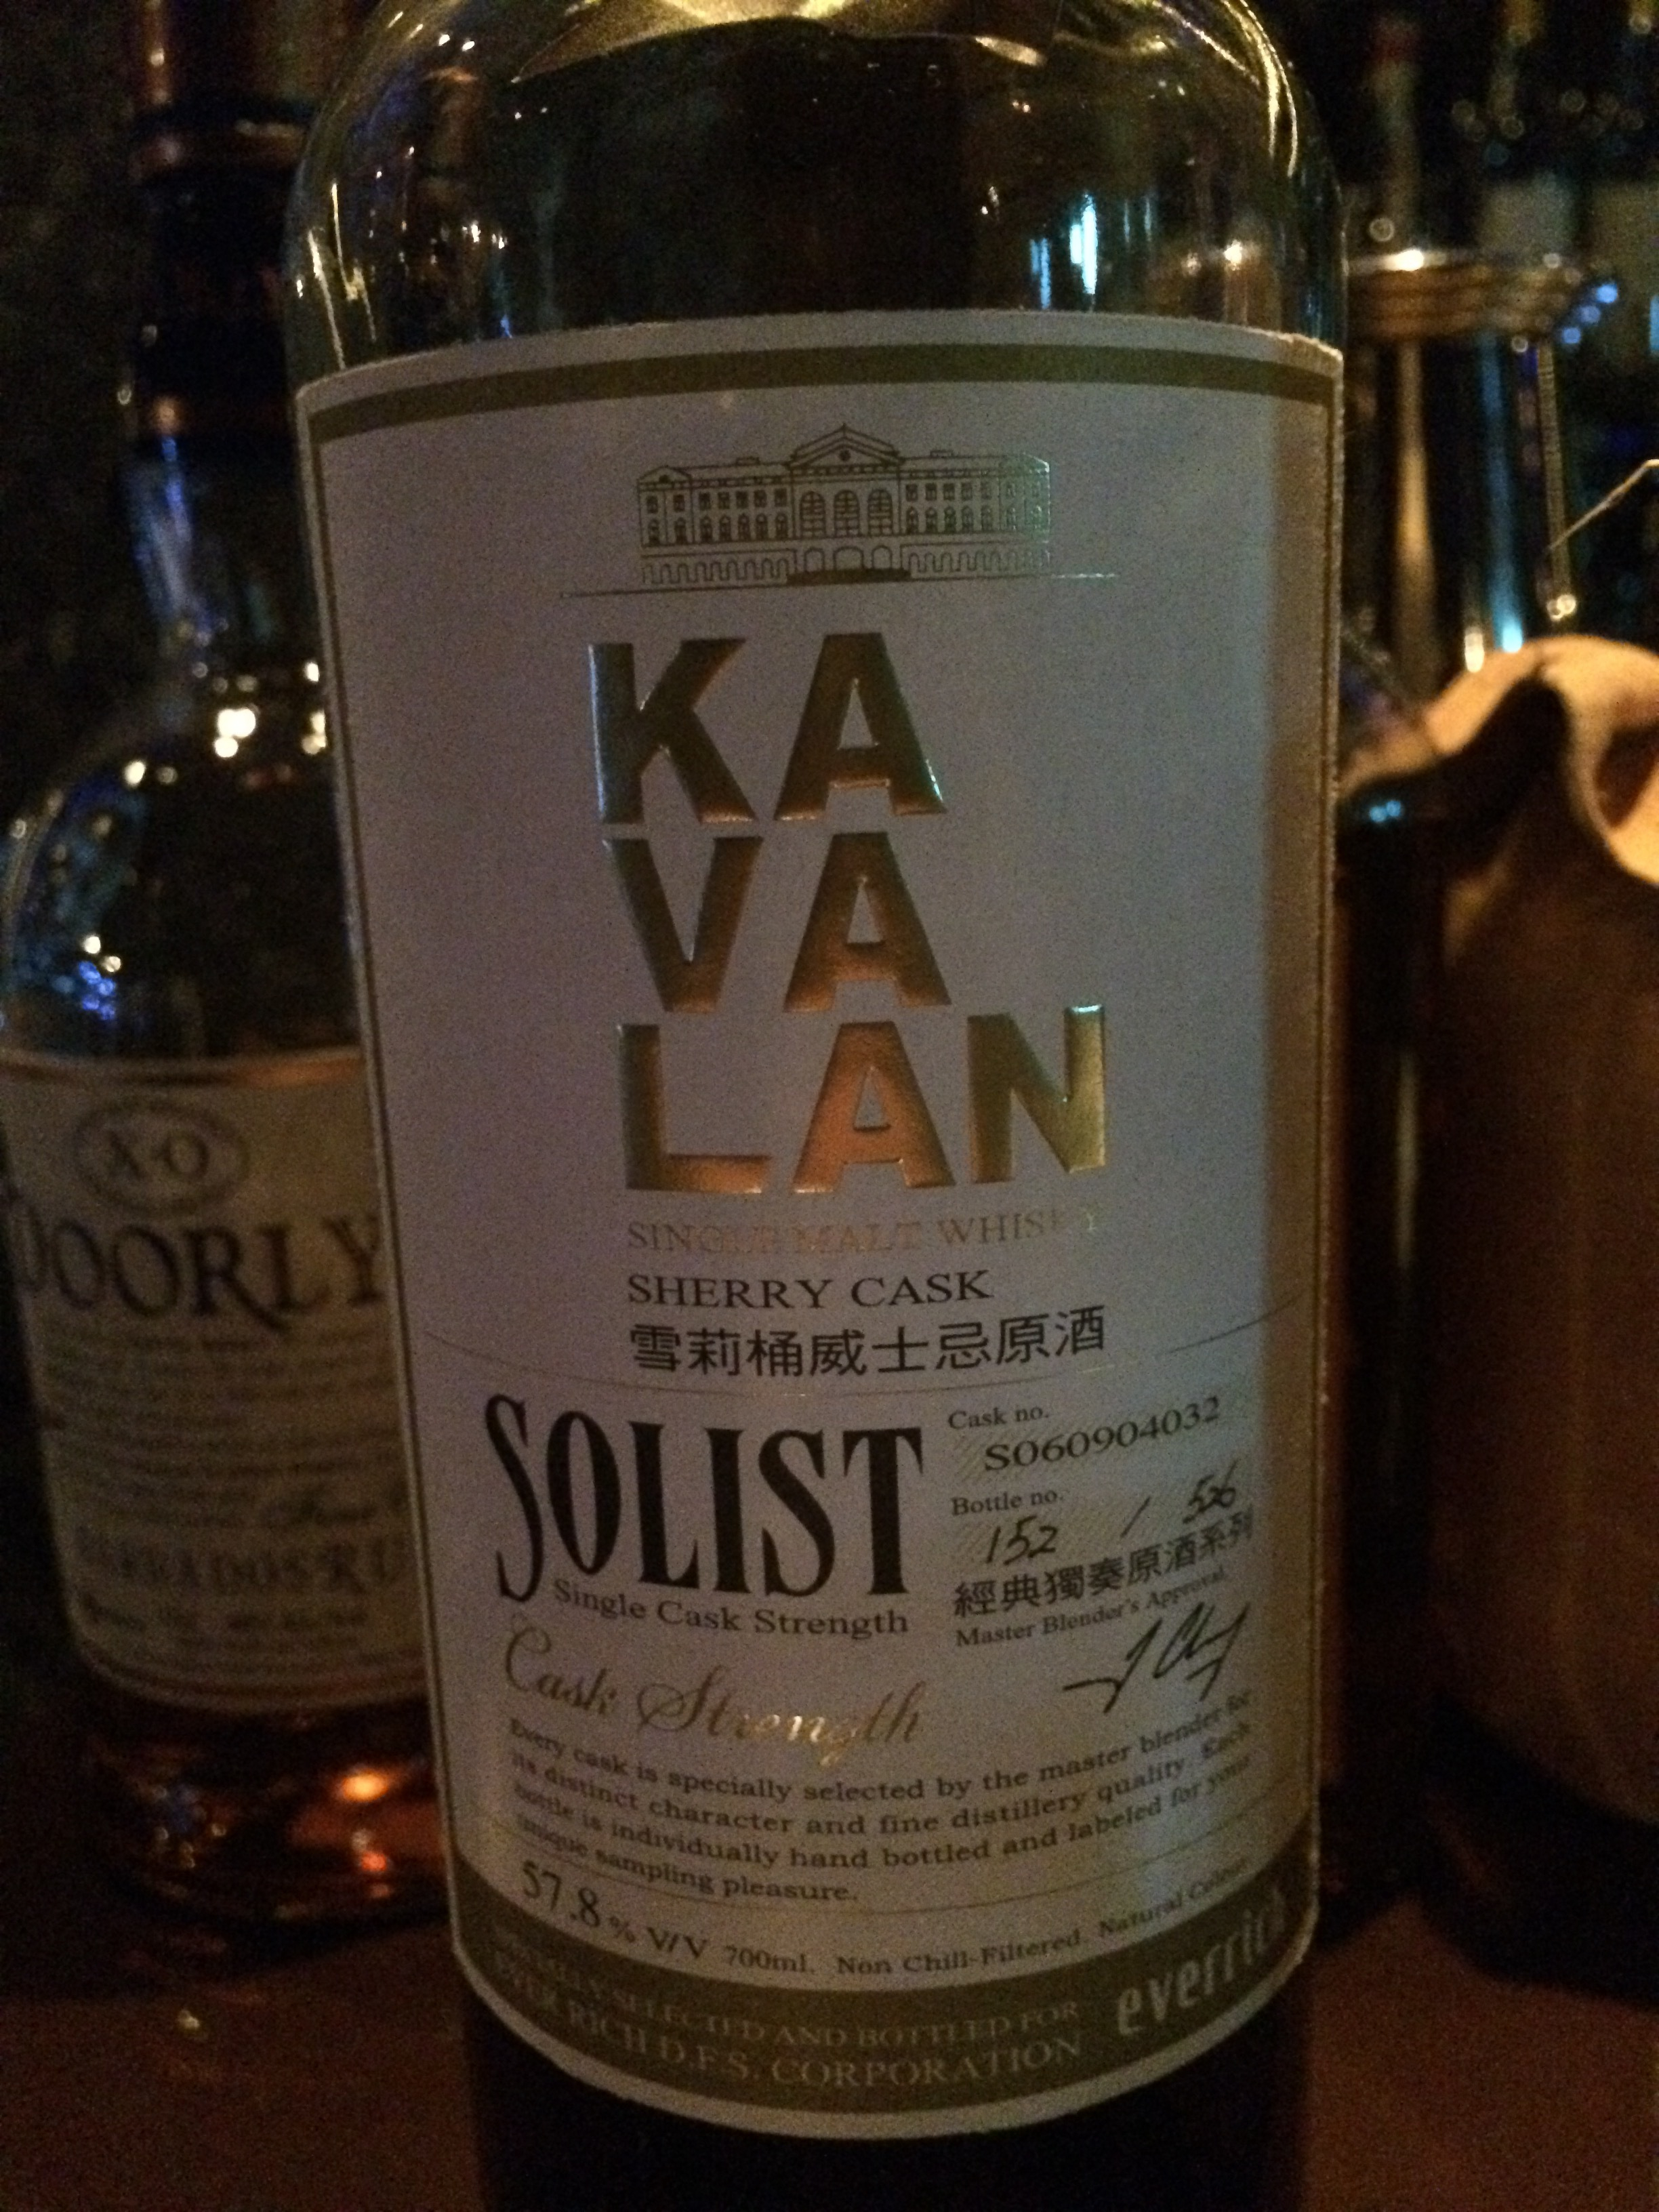 KA
VA
LAN
SINGLE MALT WHISKY
SHERRY CASK
雪莉桶威士忌原酒
SOLIST
Single Cask Strength
Cask no.
S060904032
Bottle no.
152 / 526
經典獨奏原酒系列
Master Blender's Approval
Cask Strength
Every cask is specially selected by the master blender for
its distinct character and fine distillery quality. Each
bottle is individually hand bottled and labeled for your
unique sampling pleasure.
57.8 % V/V 700ml. Non Chill-Filtered. Natural Colour.
SELECTED AND BOTTLED FOR
EVER RICH D.F.S. CORPORATION
everrich
X.O
DOORLY
BARBADOS